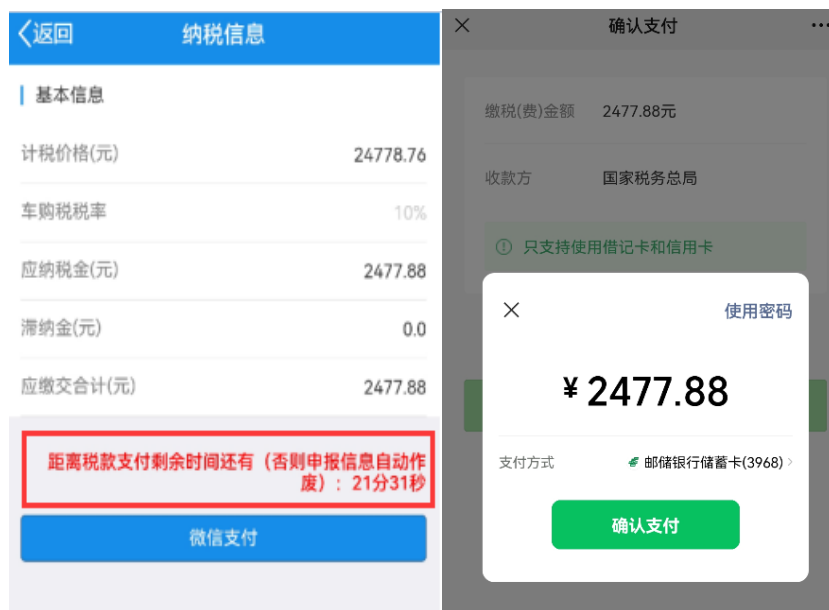 返回
纳税信息
基本信息
计税价格(元)
24778.76
车购税税率
10%
应纳税金(元)
2477.88
滞纳金(元)
0.0
应缴交合计(元)
2477.88
距离税款支付剩余时间还有（否则申报信息自动作
废）：21分31秒
微信支付
确认支付
缴税(费)金额
2477.88元
收款方
国家税务总局
只支持使用借记卡和信用卡
使用密码
¥2477.88
支付方式
邮储银行储蓄卡(3968)
确认支付